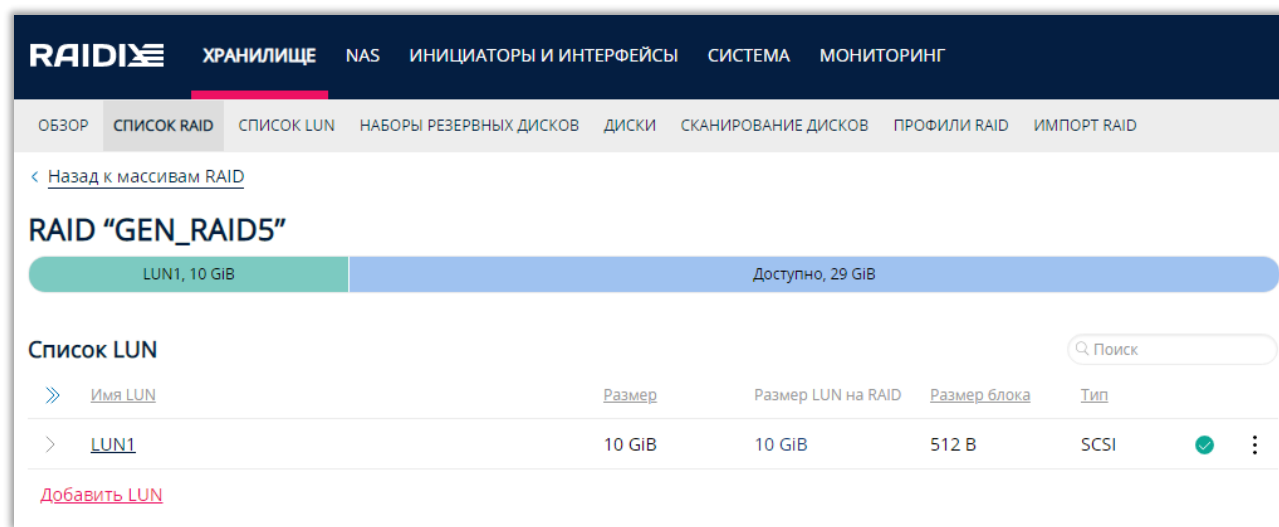 RAIDIX ХРАНИЛИЩЕ NAS ИНИЦИАТОРЫ И ИНТЕРФЕЙСЫ СИСТЕМА МОНИТОРИНГ
ОБЗОР СПИСОК RAID СПИСОК LUN НАБОРЫ РЕЗЕРВНЫХ ДИСКОВ ДИСКИ СКАНИРОВАНИЕ ДИСКОВ ПРОФИЛИ RAID ИМПОРТ RAID
Назад к массивам RAID
RAID “GEN_RAID5”
LUN1, 10 GiB Доступно, 29 GiB
Список LUN Поиск
Имя LUN Размер Размер LUN на RAID Размер блока Тип
LUN1 10 GiB 10 GiB 512 B SCSI
Добавить LUN